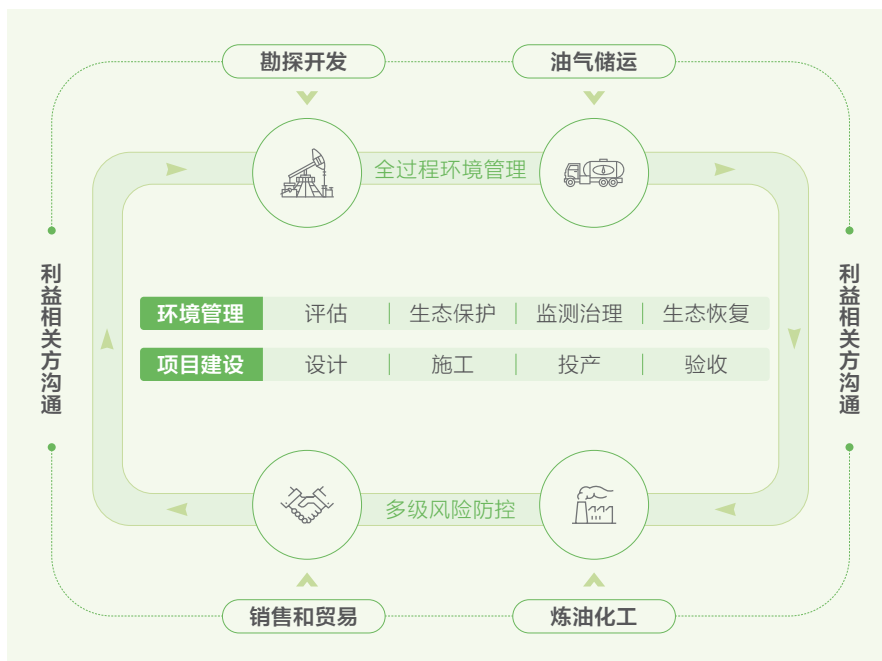 勘探开发
油气储运
全过程环境管理
利益相关方沟通
环境管理 评估 生态保护 监测治理 生态恢复
项目建设 设计 施工 投产 验收
利益相关方沟通
多级风险防控
销售和贸易
炼油化工